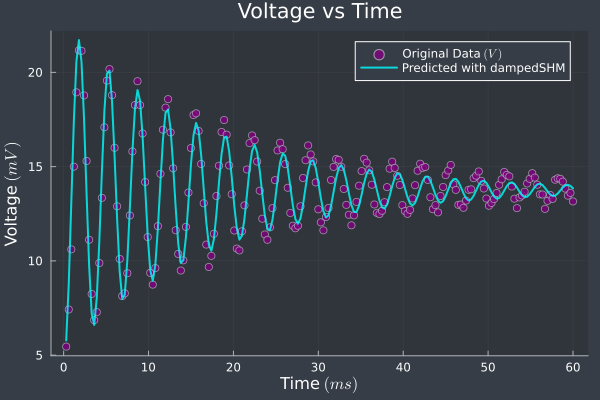 Voltage vs Time
Original Data (V)
Predicted with dampedSHM
Voltage (mV)
20
15
10
5
0
10
20
30
40
50
60
Time (ms)